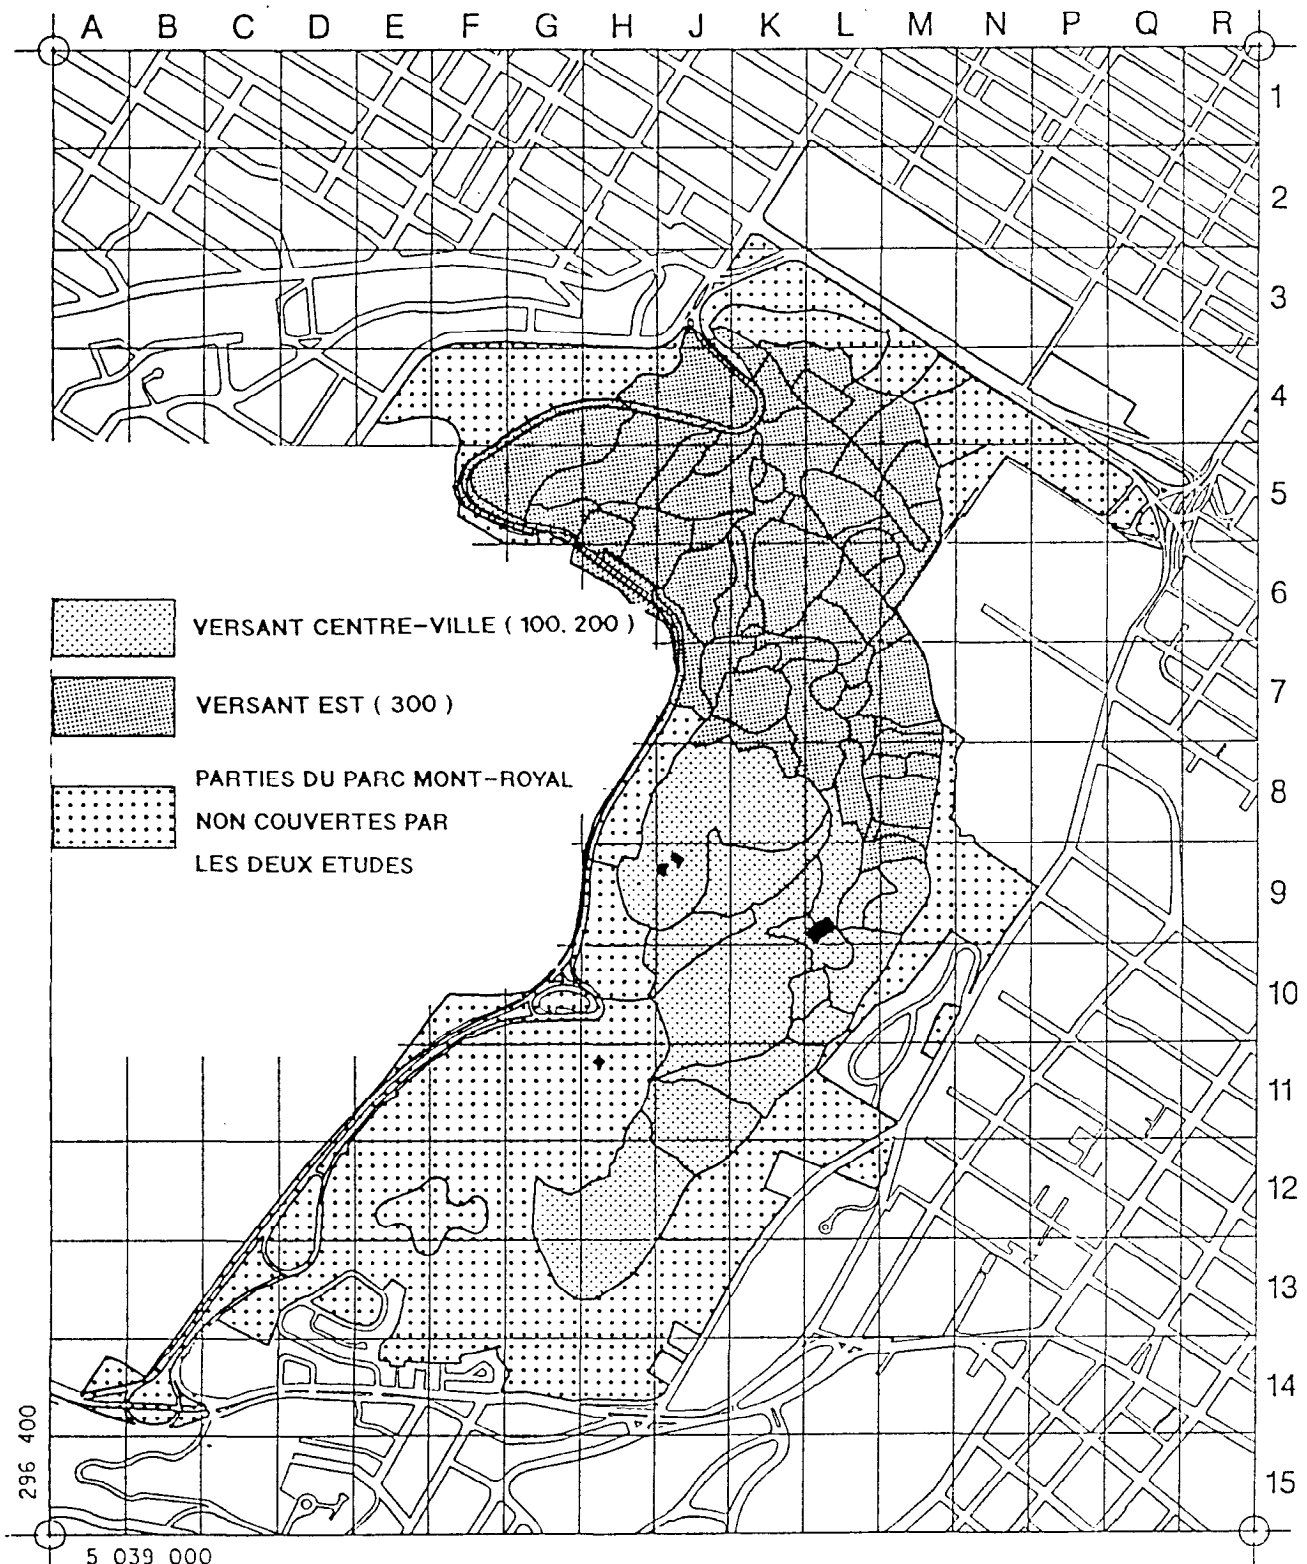 A B C D E F G H J K L M N P Q R
1
2
3
4
5
6
VERSANT CENTRE-VILLE ( 100. 200 )
7
VERSANT EST ( 300 )
PARTIES DU PARC MONT-ROYAL
8
NON COUVERTES PAR
LES DEUX ETUDES
9
10
11
12
13
14
296 400
15
5 039 000